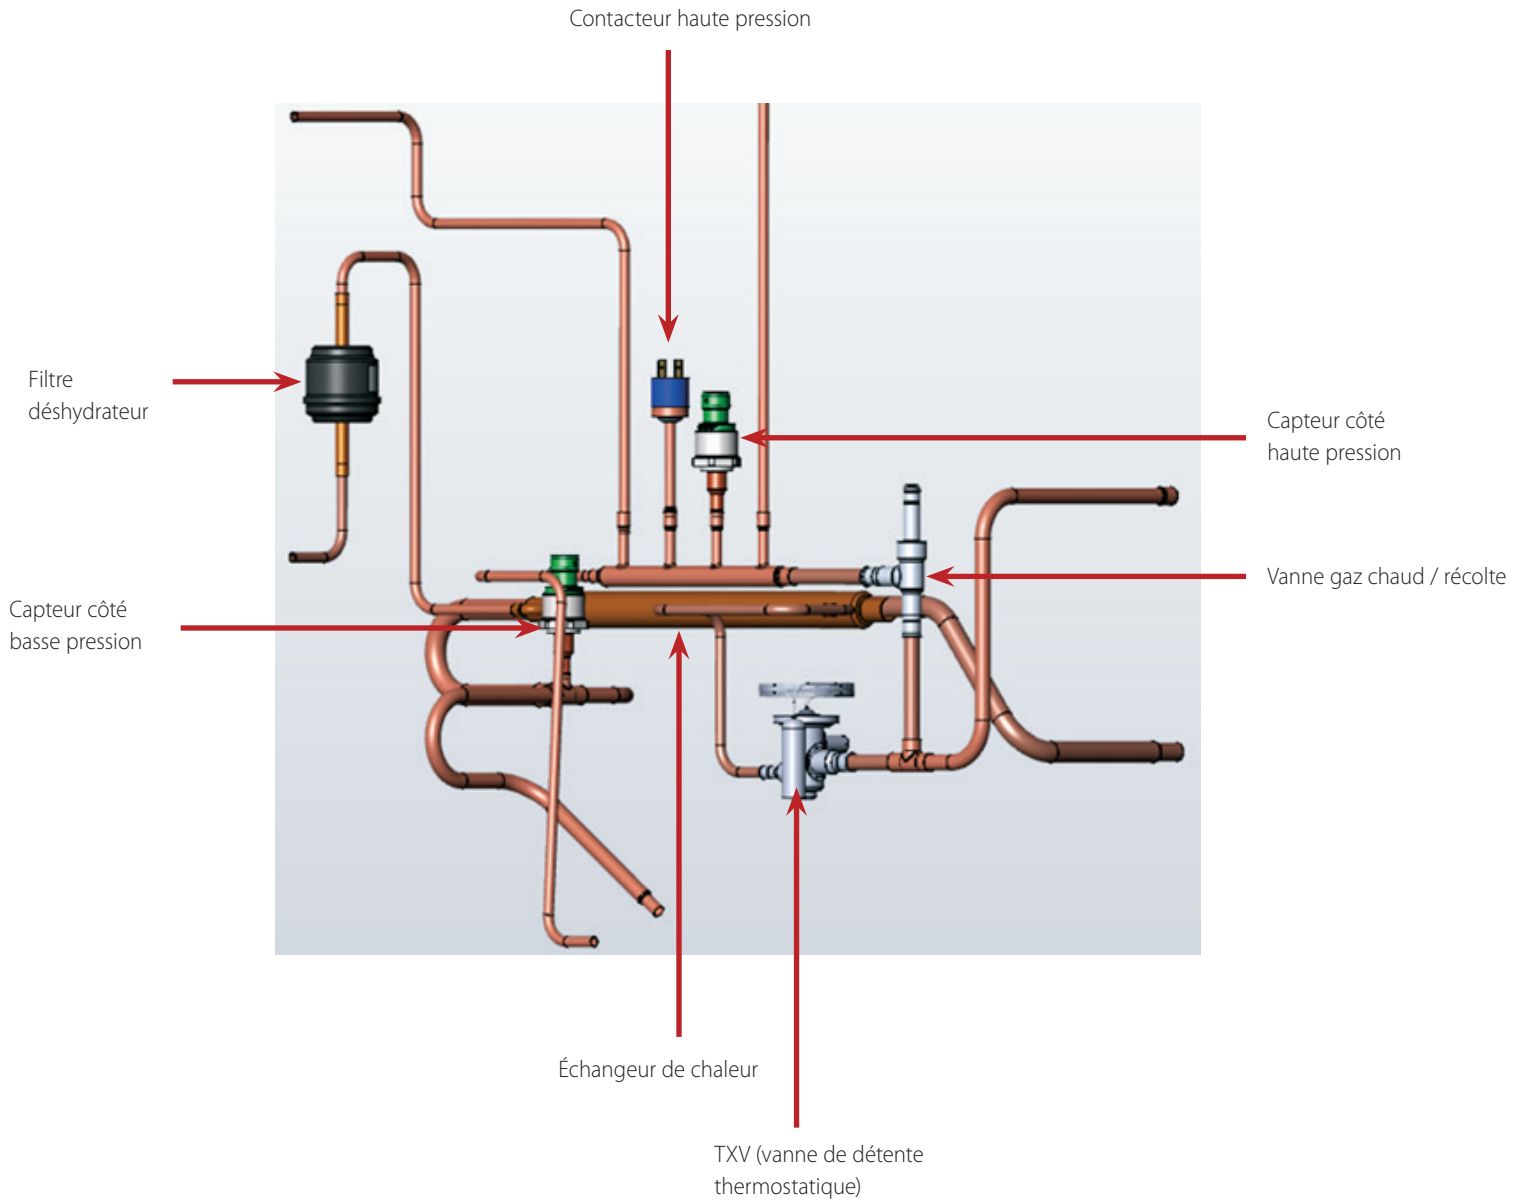 Contacteur haute pression
Filtre
déshydrateur
Capteur côté
haute pression
Vanne gaz chaud / récolte
Capteur côté
basse pression
Échangeur de chaleur
TXV (vanne de détente
thermostatique)